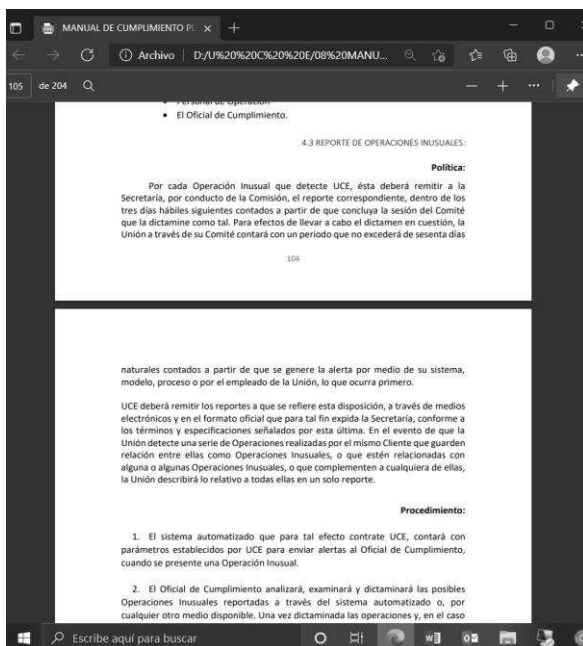 MANUAL DE CUMPLIMIENTO PL
Archivo D:/U%20%20C%20%20E/08%20MANU...
105 de 204
• Personal de Operación
• El Oficial de Cumplimiento.
4.3 REPORTE DE OPERACIONES INUSUALES:
Política:
Por cada Operación Inusual que detecte UCE, ésta deberá remitir a la
Secretaría, por conducto de la Comisión, el reporte correspondiente, dentro de los
tres días hábiles siguientes contados a partir de que concluya la sesión del Comité
que la dictamine como tal. Para efectos de llevar a cabo el dictamen en cuestión, la
Unión a través de su Comité contará con un periodo que no excederá de sesenta días
104
naturales contados a partir de que se genere la alerta por medio de su sistema,
modelo, proceso o por el empleado de la Unión, lo que ocurra primero.
UCE deberá remitir los reportes a que se refiere esta disposición, a través de medios
electrónicos y en el formato oficial que para tal fin expida la Secretaría, conforme a
los términos y especificaciones señalados por esta última. En el evento de que la
Unión detecte una serie de Operaciones realizadas por el mismo Cliente que guarden
relación entre ellas como Operaciones Inusuales, o que estén relacionadas con
alguna o algunas Operaciones Inusuales, o que complementen a cualquiera de ellas,
la Unión describirá lo relativo a todas ellas en un solo reporte.
Procedimiento:
1. El sistema automatizado que para tal efecto contrate UCE, contará con
parámetros establecidos por UCE para enviar alertas al Oficial de Cumplimiento,
cuando se presente una Operación Inusual.
2. El Oficial de Cumplimiento analizará, examinará y dictaminará las posibles
Operaciones Inusuales reportadas a través del sistema automatizado o, por
cualquier otro medio disponible. Una vez dictaminada las operaciones y, en el caso
Escribe aquí para buscar